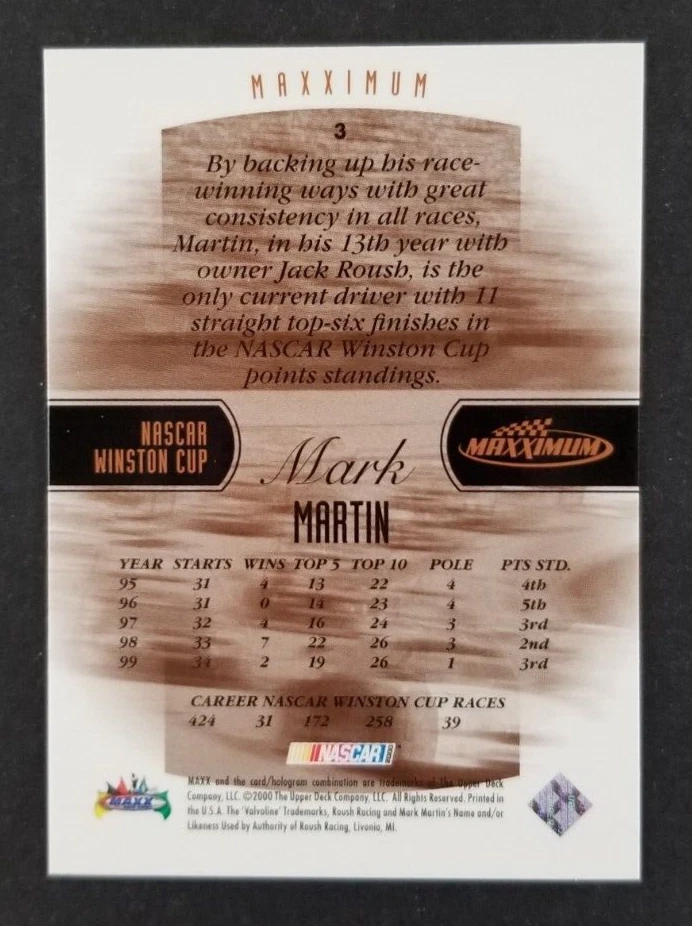 MAXXIMUM
3
By backing up his race-
winning ways with great
consistency in all races,
Martin, in his 13th year with
owner Jack Roush, is the
only current driver with 11
straight top-six finishes in
the NASCAR Winston Cup
points standings.
NASCAR
WINSTON CUP
MAXXIMUM
Mark
MARTIN
YEAR STARTS WINS TOP 5 TOP 10 POLE PTS STD.
95 31 4 13 22 4 4th
96 31 0 14 23 4 5th
97 32 4 16 24 3 3rd
98 33 7 22 26 3 2nd
99 34 2 19 26 1 3rd
CAREER NASCAR WINSTON CUP RACES
424 31 172 258 39
NASCAR 2000
MAXX
MAXX and the card/hologram combination are trademarks of The Upper Deck
Company, LLC. ©2000 The Upper Deck Company, LLC. All Rights Reserved. Printed in
the U.S.A. The 'Valvoline' Trademarks, Roush Racing and Mark Martin's Name and/or
Likeness Used by Authority of Roush Racing, Livonia, MI.